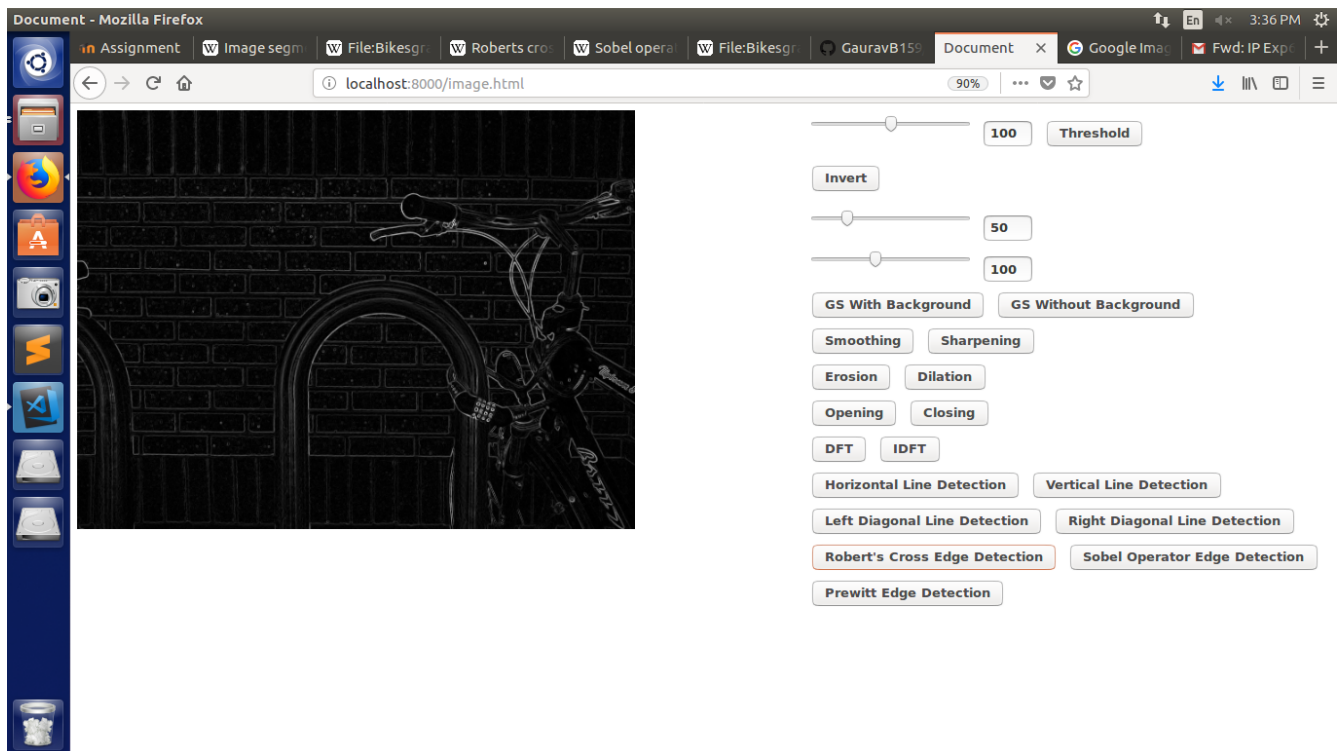 Document - Mozilla Firefox
En 3:36 PM
Assignment Image segm File:Bikesgra Roberts cros Sobel operat File:Bikesgra GauravB159 Document Google Imag Fwd: IP Expe
localhost:8000/image.html 90%
100 Threshold
Invert
50
100
GS With Background GS Without Background
Smoothing Sharpening
Erosion Dilation
Opening Closing
DFT IDFT
Horizontal Line Detection Vertical Line Detection
Left Diagonal Line Detection Right Diagonal Line Detection
Robert's Cross Edge Detection Sobel Operator Edge Detection
Prewitt Edge Detection